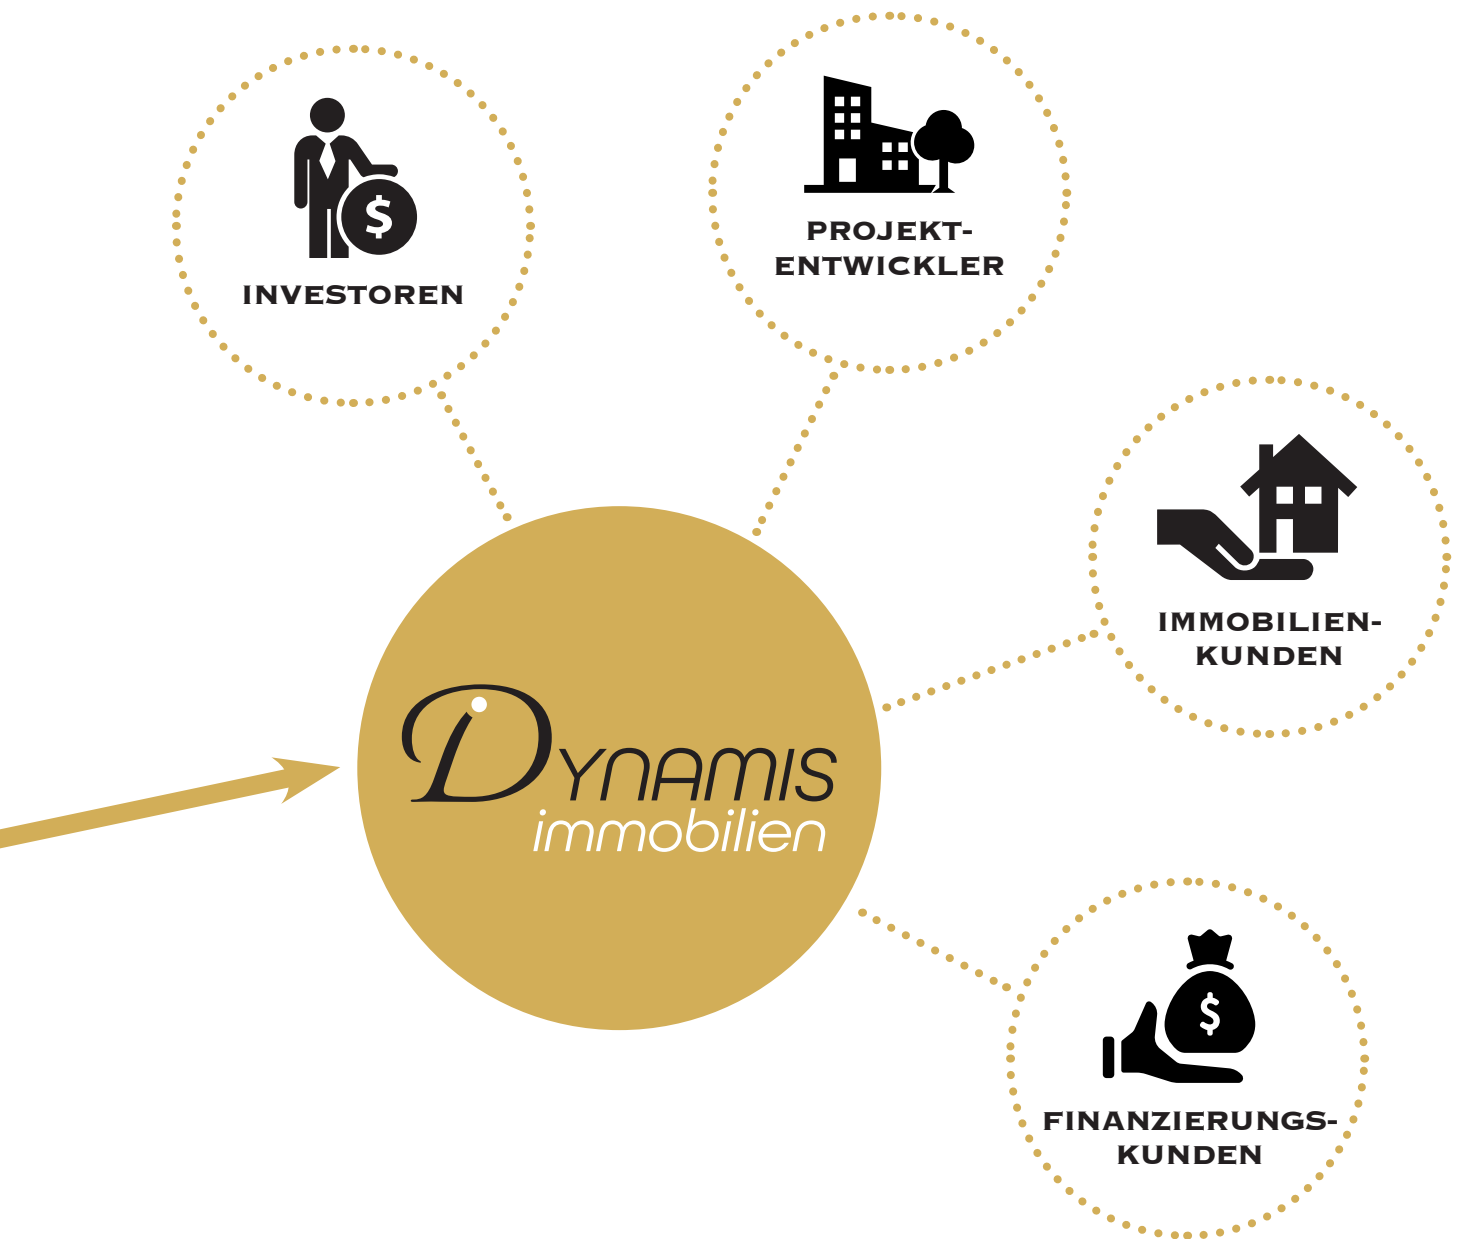 INVESTOREN
PROJEKT-
ENTWICKLER
IMMOBILIEN-
KUNDEN
DYNAMIS
immobilien
FINANZIERUNGS-
KUNDEN